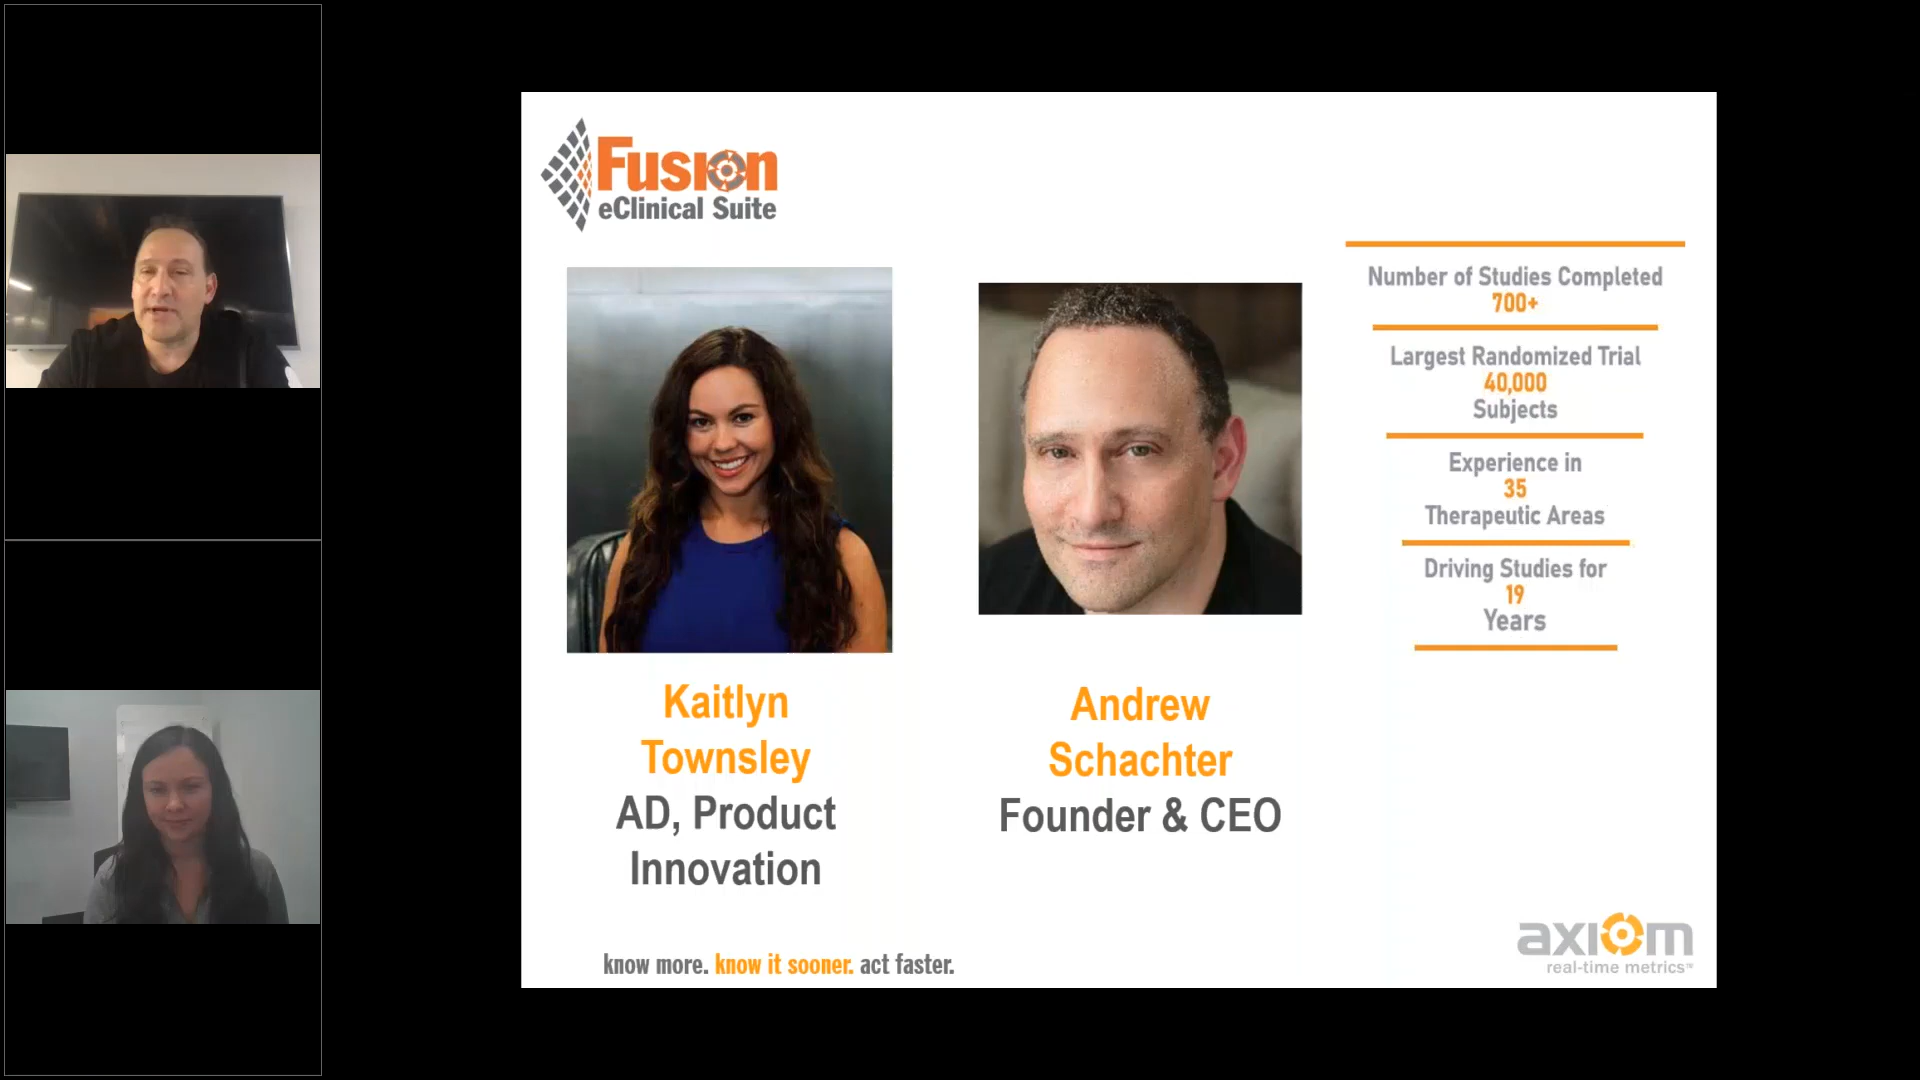 Fusion
eClinical Suite
Number of Studies Completed
700+
Largest Randomized Trial
40,000
Subjects
Experience in
35
Therapeutic Areas
Driving Studies for
19
Years
Kaitlyn
Townsley
AD, Product
Innovation
Andrew
Schachter
Founder & CEO
know more. know it sooner. act faster.
axiom
real-time metrics™